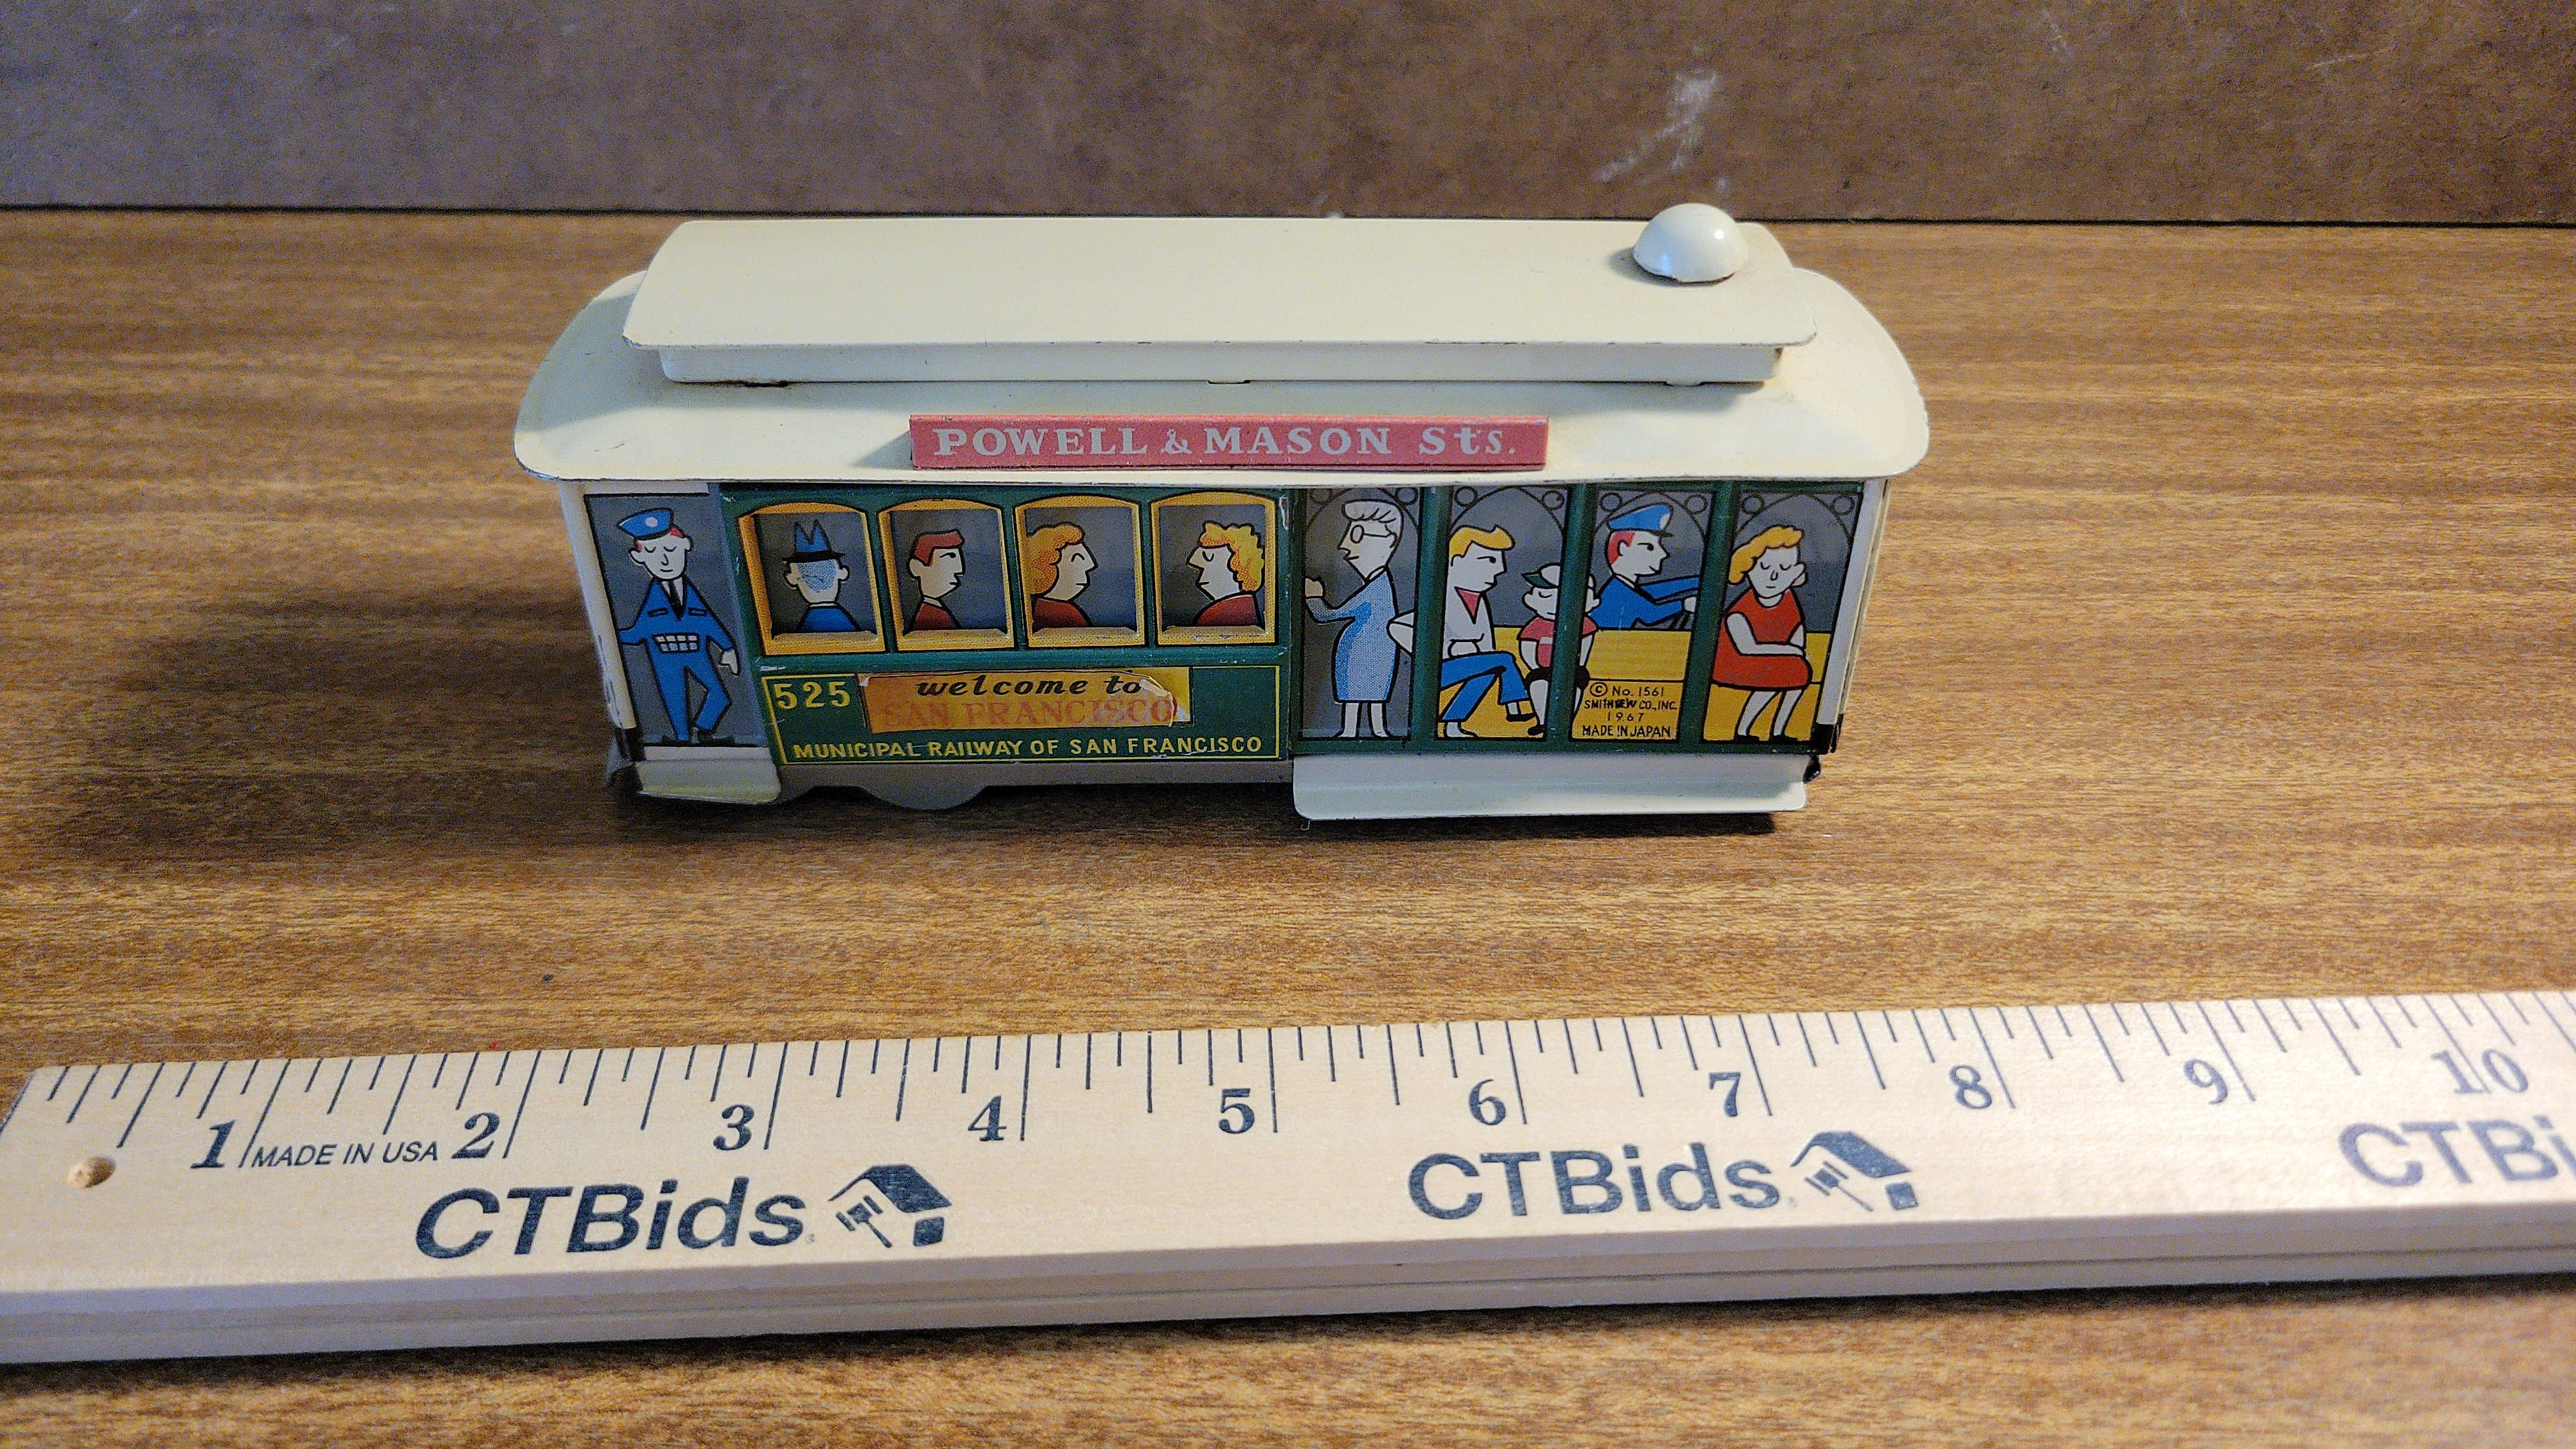 POWELL & MASON Sts.
525
welcome to
SAN FRANCISCO
MUNICIPAL RAILWAY OF SAN FRANCISCO
© No. 1561
CO., INC.
1967
MADE IN JAPAN
1 2 3 4 5 6 7 8 9 10
MADE IN USA
CTBids CTBids CTBi